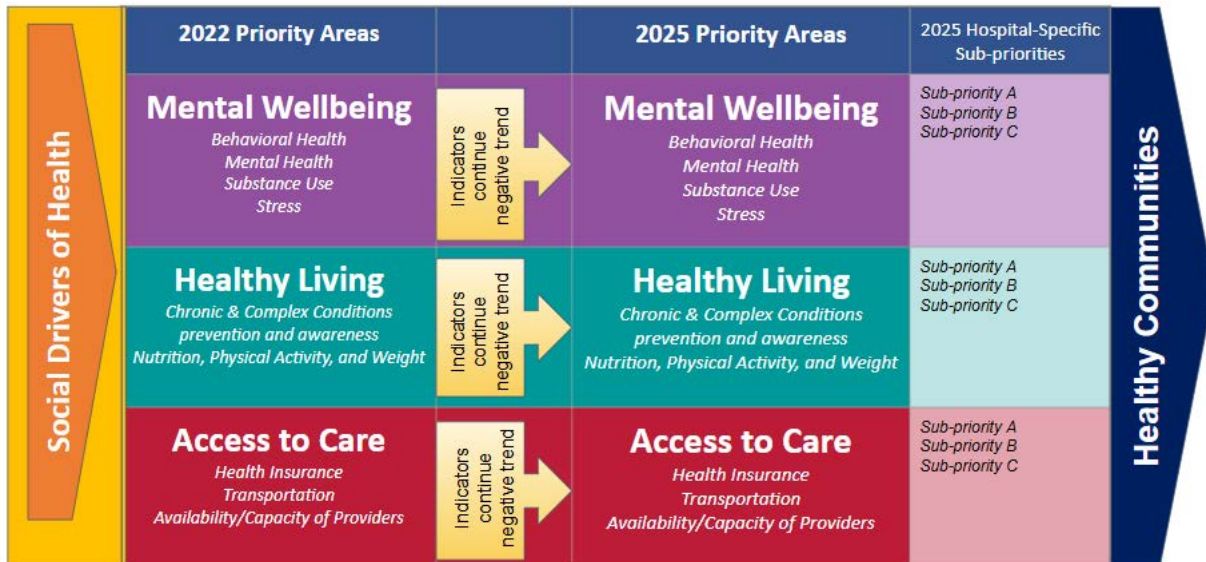 Social Drivers of Health
2022 Priority Areas
2025 Priority Areas
2025 Hospital-Specific
Sub-priorities
Mental Wellbeing
Behavioral Health
Mental Health
Substance Use
Stress
Indicators
continue
negative trend
Mental Wellbeing
Behavioral Health
Mental Health
Substance Use
Stress
Sub-priority A
Sub-priority B
Sub-priority C
Healthy Living
Chronic & Complex Conditions
prevention and awareness
Nutrition, Physical Activity, and Weight
Indicators
continue
negative trend
Healthy Living
Chronic & Complex Conditions
prevention and awareness
Nutrition, Physical Activity, and Weight
Sub-priority A
Sub-priority B
Sub-priority C
Access to Care
Health Insurance
Transportation
Availability/Capacity of Providers
Indicators
continue
negative trend
Access to Care
Health Insurance
Transportation
Availability/Capacity of Providers
Sub-priority A
Sub-priority B
Sub-priority C
Healthy Communities